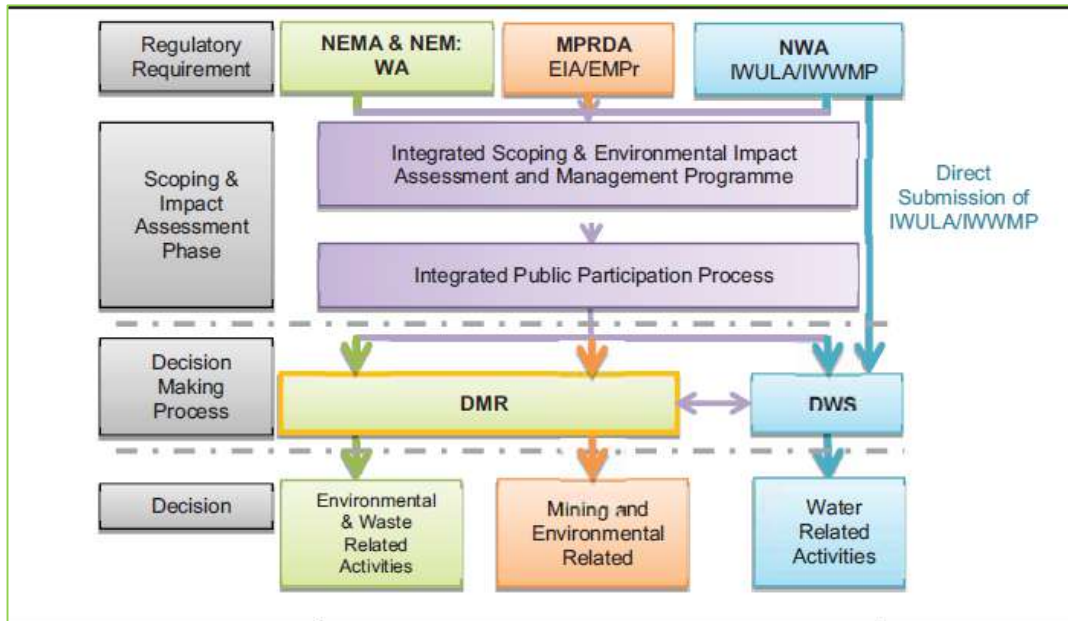 Regulatory
Requirement
NEMA & NEM:
WA
MPRDA
EIA/EMPr
NWA
IWULA/IWWMP
Scoping &
Impact
Assessment
Phase
Integrated Scoping & Environmental Impact
Assessment and Management Programme
Direct
Submission of
IWULA/IWWMP
Integrated Public Participation Process
Decision
Making
Process
DMR
DWS
Decision
Environmental
& Waste
Related
Activities
Mining and
Environmental
Related
Water
Related
Activities